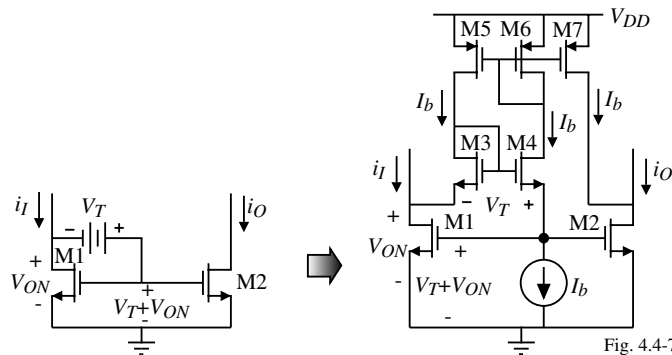 V_DD
M5
M6
M7
I_b
I_b
I_b
M3
M4
i_I
V_T
i_O
i_I
- V_T +
i_O
+
M1
M2
V_ON
-
+
V_T+V_ON
-
+
- V_T +
M1
M2
V_ON
+
-
V_T+V_ON
-
I_b
Fig. 4.4-7